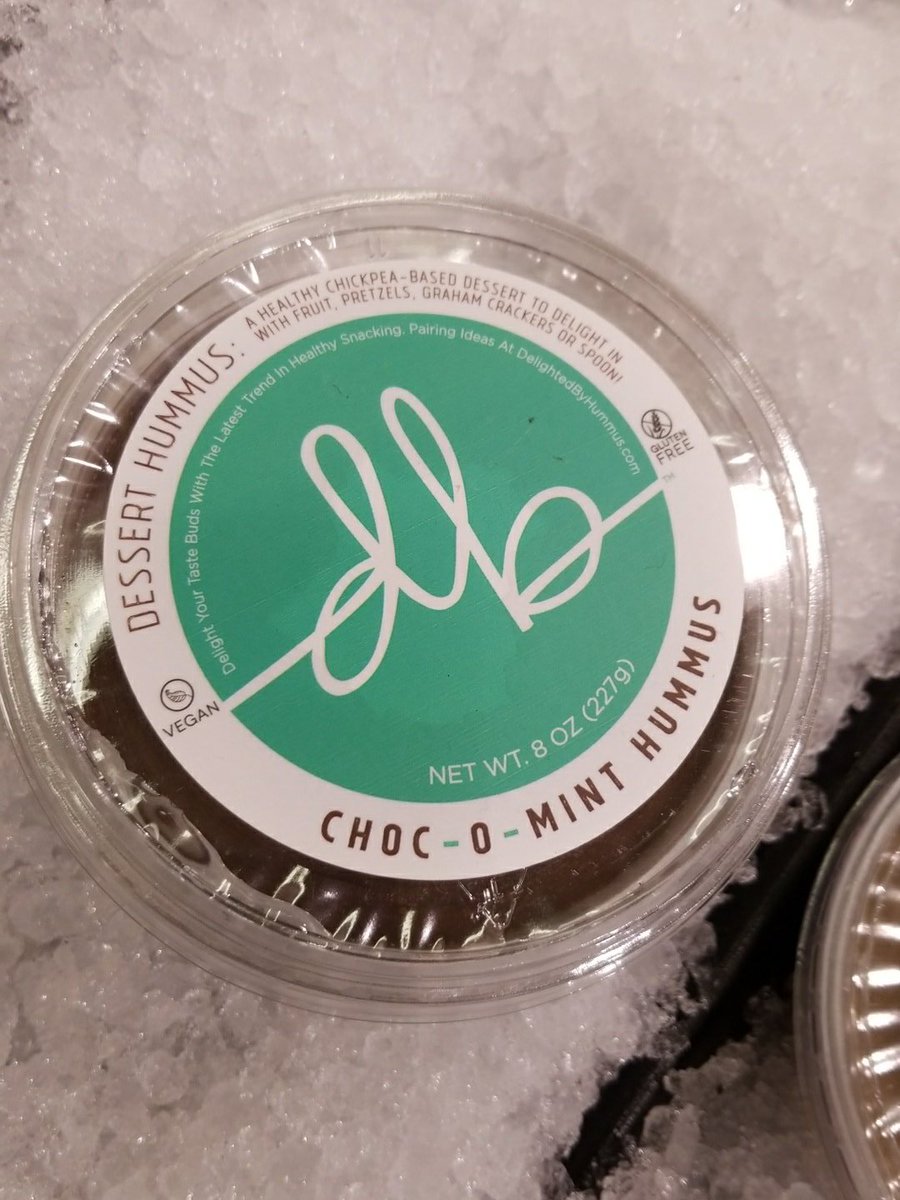 DESSERT HUMMUS:
A HEALTHY CHICKPEA-BASED DESSERT TO DELIGHT IN
WITH FRUIT, PRETZELS, GRAHAM CRACKERS OR SPOON!
Delight Your Taste Buds With The Latest Trend in Healthy Snacking. Pairing Ideas At DelightedByHummus.com
GLUTEN
FREE
db
TM
VEGAN
NET WT. 8 OZ (227g)
CHOC-O-MINT HUMMUS